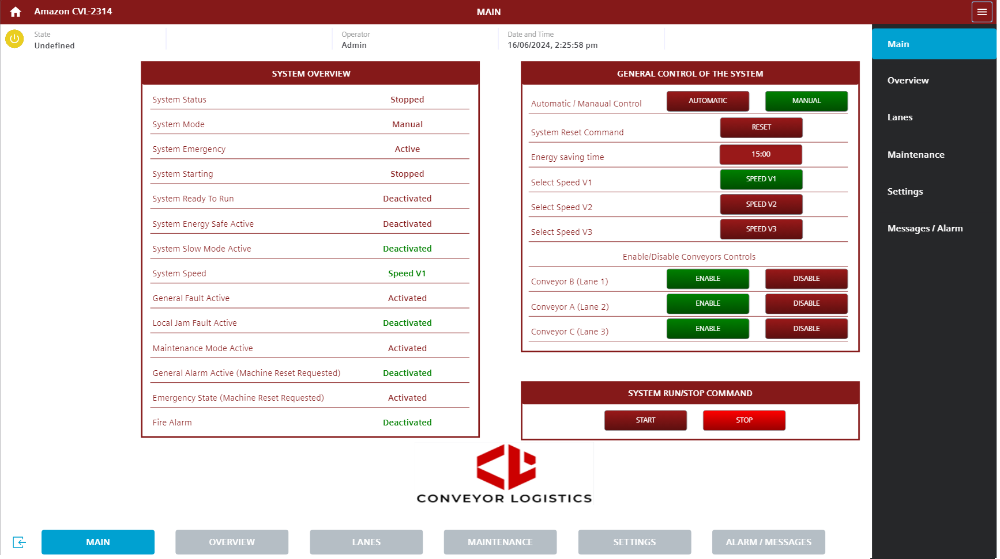 Amazon CVL-2314
MAIN
State
Undefined
Operator
Admin
Date and Time
16/06/2024, 2:25:58 pm
SYSTEM OVERVIEW
System Status Stopped
System Mode Manual
System Emergency Active
System Starting Stopped
System Ready To Run Deactivated
System Energy Safe Active Deactivated
System Slow Mode Active Deactivated
System Speed Speed V1
General Fault Active Activated
Local Jam Fault Active Deactivated
Maintenance Mode Active Activated
General Alarm Active (Machine Reset Requested) Deactivated
Emergency State (Machine Reset Requested) Activated
Fire Alarm Deactivated
GENERAL CONTROL OF THE SYSTEM
Automatic / Manaual Control AUTOMATIC MANUAL
System Reset Command RESET
Energy saving time 15:00
Select Speed V1 SPEED V1
Select Speed V2 SPEED V2
Select Speed V3 SPEED V3
Enable/Disable Conveyors Controls
Conveyor B (Lane 1) ENABLE DISABLE
Conveyor A (Lane 2) ENABLE DISABLE
Conveyor C (Lane 3) ENABLE DISABLE
SYSTEM RUN/STOP COMMAND
START STOP
CONVEYOR LOGISTICS
Main
Overview
Lanes
Maintenance
Settings
Messages / Alarm
MAIN OVERVIEW LANES MAINTENANCE SETTINGS ALARM / MESSAGES